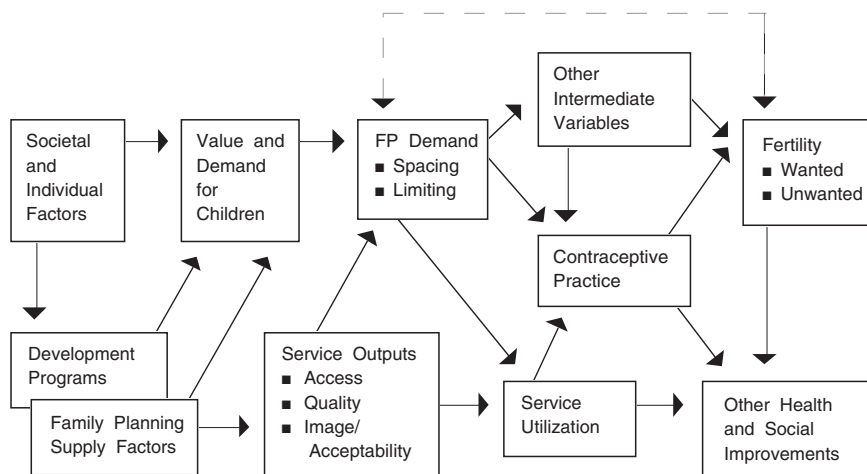 Societal
and
Individual
Factors
Value and
Demand
for
Children
FP Demand
■ Spacing
■ Limiting
Other
Intermediate
Variables
Fertility
■ Wanted
■ Unwanted
Contraceptive
Practice
Development
Programs
Family Planning
Supply Factors
Service Outputs
■ Access
■ Quality
■ Image/
Acceptability
Service
Utilization
Other Health
and Social
Improvements